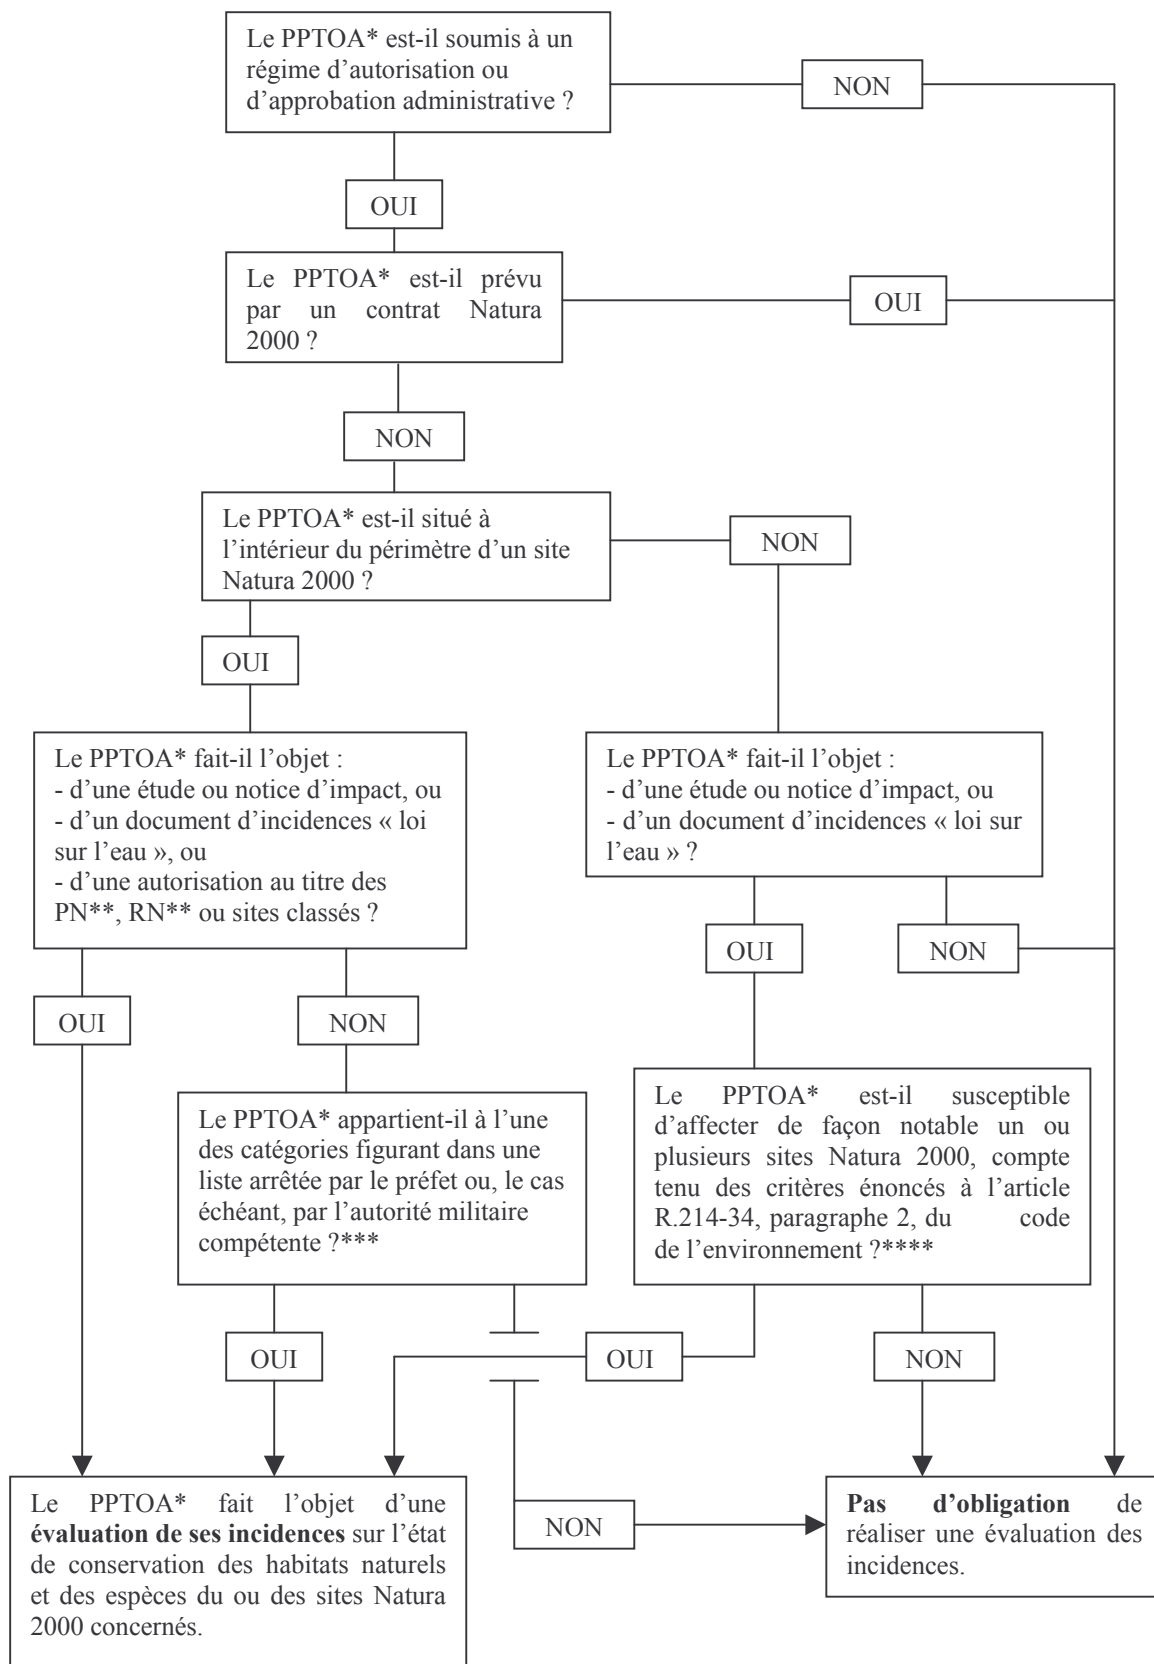 Le PPTOA* est-il soumis à un
régime d’autorisation ou
d’approbation administrative ?
NON
OUI
Le PPTOA* est-il prévu
par un contrat Natura
2000 ?
OUI
NON
Le PPTOA* est-il situé à
l’intérieur du périmètre d’un site
Natura 2000 ?
NON
OUI
Le PPTOA* fait-il l’objet :
- d’une étude ou notice d’impact, ou
- d’un document d’incidences « loi
sur l’eau », ou
- d’une autorisation au titre des
PN**, RN** ou sites classés ?
Le PPTOA* fait-il l’objet :
- d’une étude ou notice d’impact, ou
- d’un document d’incidences « loi sur
l’eau » ?
OUI
NON
OUI
NON
Le PPTOA* appartient-il à l’une
des catégories figurant dans une
liste arrêtée par le préfet ou, le cas
échéant, par l’autorité militaire
compétente ?***
Le PPTOA* est-il susceptible
d’affecter de façon notable un ou
plusieurs sites Natura 2000, compte
tenu des critères énoncés à l’article
R.214-34, paragraphe 2, du code
de l’environnement ?****
OUI
OUI
NON
Le PPTOA* fait l’objet d’une
évaluation de ses incidences sur l’état
de conservation des habitats naturels
et des espèces du ou des sites Natura
2000 concernés.
NON
Pas d’obligation de
réaliser une évaluation des
incidences.